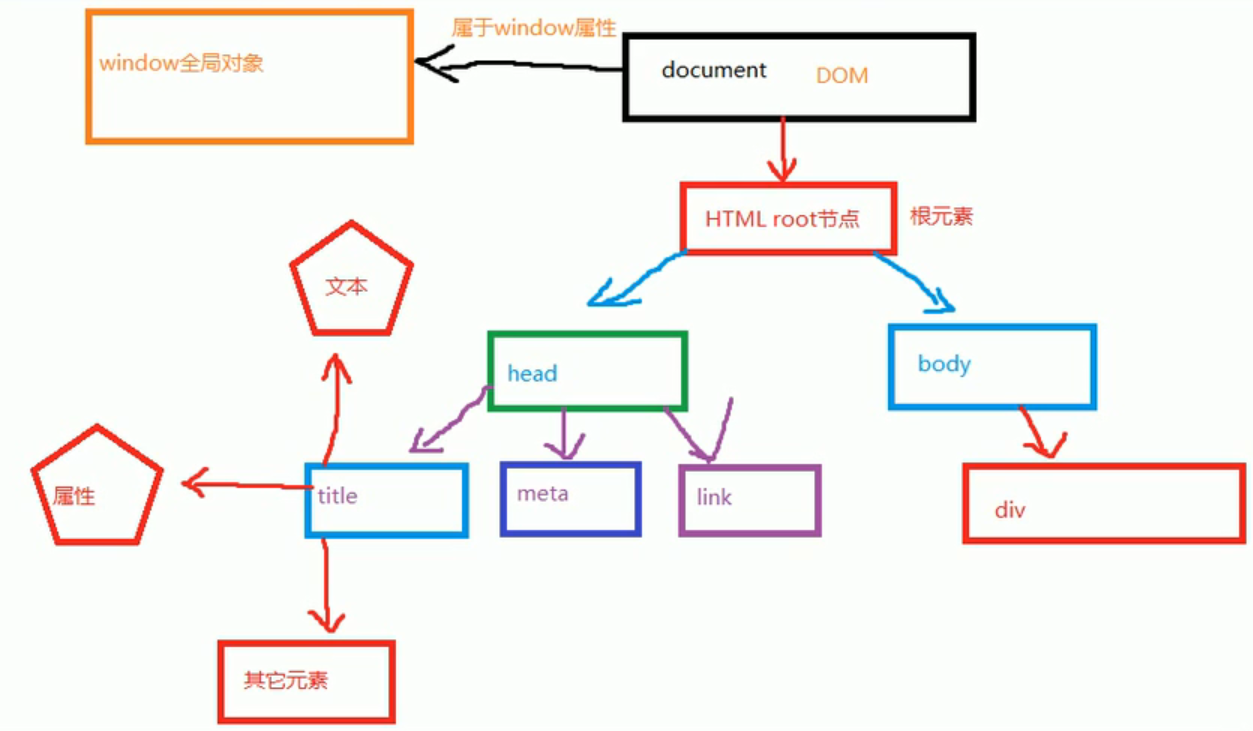 属于window属性
window全局对象
document DOM
HTML root节点 根元素
文本
head
body
属性
title
meta
link
div
其它元素